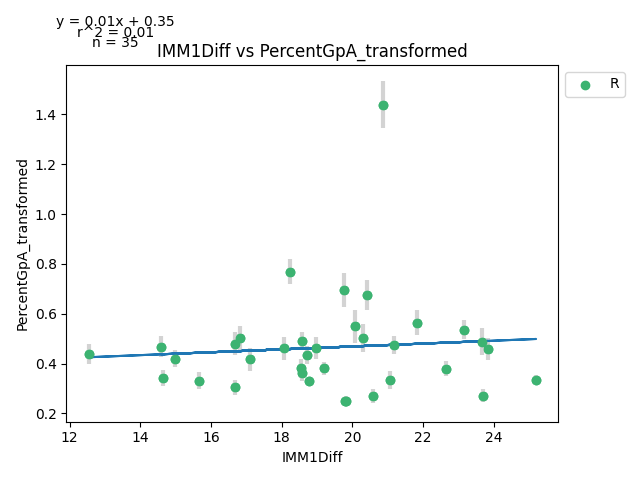 y = 0.01x + 0.35
r^2 = 0.01
n = 35
IMM1Diff vs PercentGpA_transformed
R
PercentGpA_transformed
1.4
1.2
1.0
0.8
0.6
0.4
0.2
12 14 16 18 20 22 24
IMM1Diff